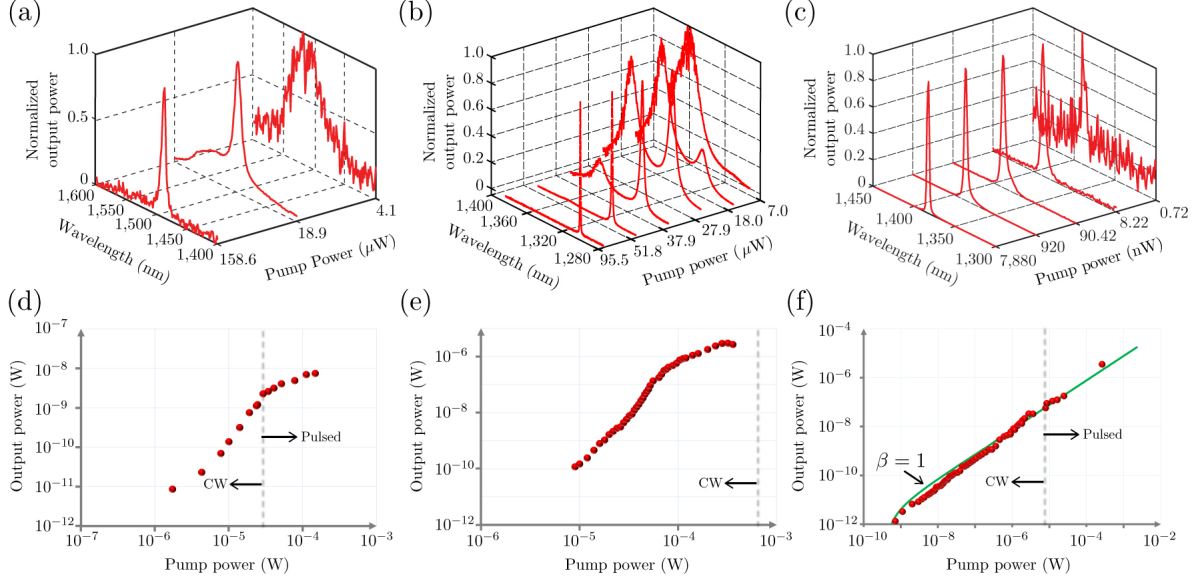 (a)
Normalized
output power
1.0
0.5
0
1,600
1,550
1,500
1,450
1,400
Wavelength (nm)
158.6
18.9
4.1
Pump Power (μW)
(b)
Normalized
output power
1.0
0.8
0.6
0.4
0.2
0
1,400
1,360
1,320
1,280
Wavelength (nm)
95.5
51.8
37.9
27.9
18.0
7.0
Pump power (μW)
(c)
Normalized
output power
1.0
0.8
0.6
0.4
0.2
0
1,450
1,400
1,350
1,300
Wavelength (nm)
7,880
920
90.42
8.22
0.72
Pump power (nW)
(d)
Output power (W)
10⁻⁷
10⁻⁸
10⁻⁹
10⁻¹⁰
10⁻¹¹
10⁻¹²
Pulsed
CW
10⁻⁷
10⁻⁶
10⁻⁵
10⁻⁴
10⁻³
Pump power (W)
(e)
Output power (W)
10⁻⁶
10⁻⁸
10⁻¹⁰
10⁻¹²
CW
10⁻⁶
10⁻⁵
10⁻⁴
10⁻³
Pump power (W)
(f)
Output power (W)
10⁻⁴
10⁻⁶
10⁻⁸
10⁻¹⁰
10⁻¹²
Pulsed
β = 1
CW
10⁻¹⁰
10⁻⁸
10⁻⁶
10⁻⁴
10⁻²
Pump power (W)